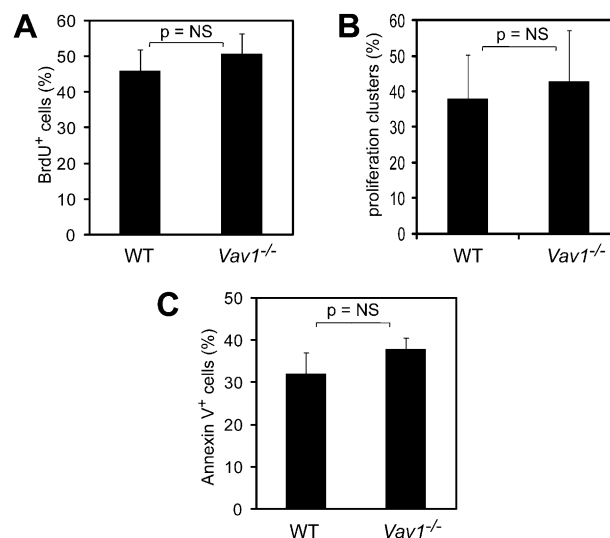 A
BrdU+ cells (%)
60
50
40
30
20
10
0
p = NS
WT
Vav1-/-
B
proliferation clusters (%)
60
50
40
30
20
10
0
p = NS
WT
Vav1-/-
C
Annexin V+ cells (%)
50
40
30
20
10
0
p = NS
WT
Vav1-/-